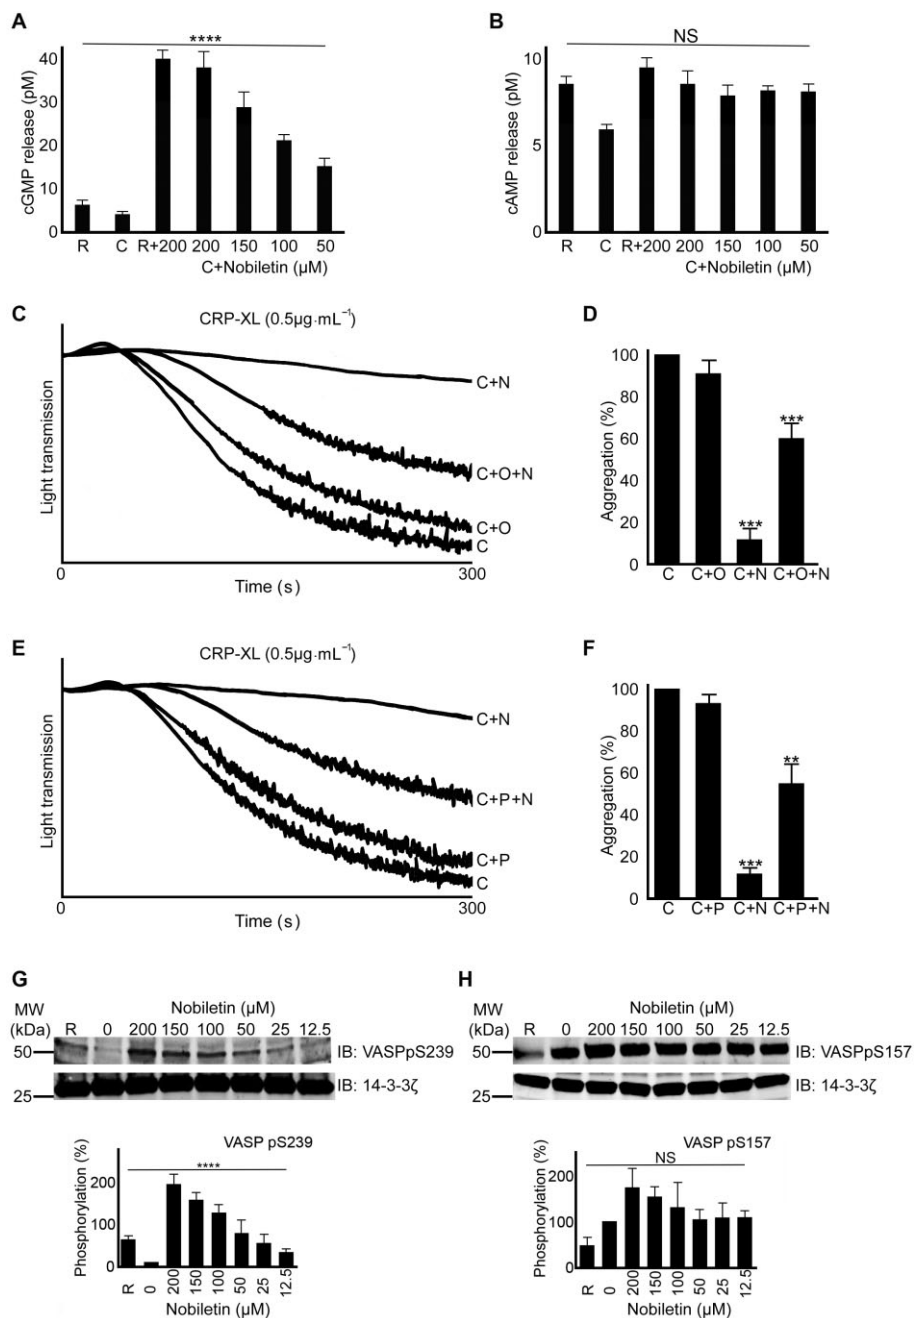 A
****
cGMP release (pM)
40
30
20
10
0
R C R+200 200 150 100 50
C+Nobiletin (µM)
B
NS
cAMP release (pM)
10
5
0
R C R+200 200 150 100 50
C+Nobiletin (µM)
C
CRP-XL (0.5µg·mL⁻¹)
Light transmission
C+N
C+O+N
C+O
C
0 300
Time (s)
D
Aggregation (%)
100
80
60
40
20
0
***
***
C C+O C+N C+O+N
E
CRP-XL (0.5µg·mL⁻¹)
Light transmission
C+N
C+P+N
C+P
C
0 300
Time (s)
F
Aggregation (%)
100
80
60
40
20
0
**
***
C C+P C+N C+P+N
G
MW
(kDa)
Nobiletin (µM)
R 0 200 150 100 50 25 12.5
50 IB: VASPpS239
25 IB: 14-3-3ζ
VASP pS239
****
Phosphorylation (%)
200
100
0
R 0 200 150 100 50 25 12.5
Nobiletin (µM)
H
MW
(kDa)
Nobiletin (µM)
R 0 200 150 100 50 25 12.5
50 IB: VASPpS157
25 IB: 14-3-3ζ
VASP pS157
NS
Phosphorylation (%)
200
100
0
R 0 200 150 100 50 25 12.5
Nobiletin (µM)